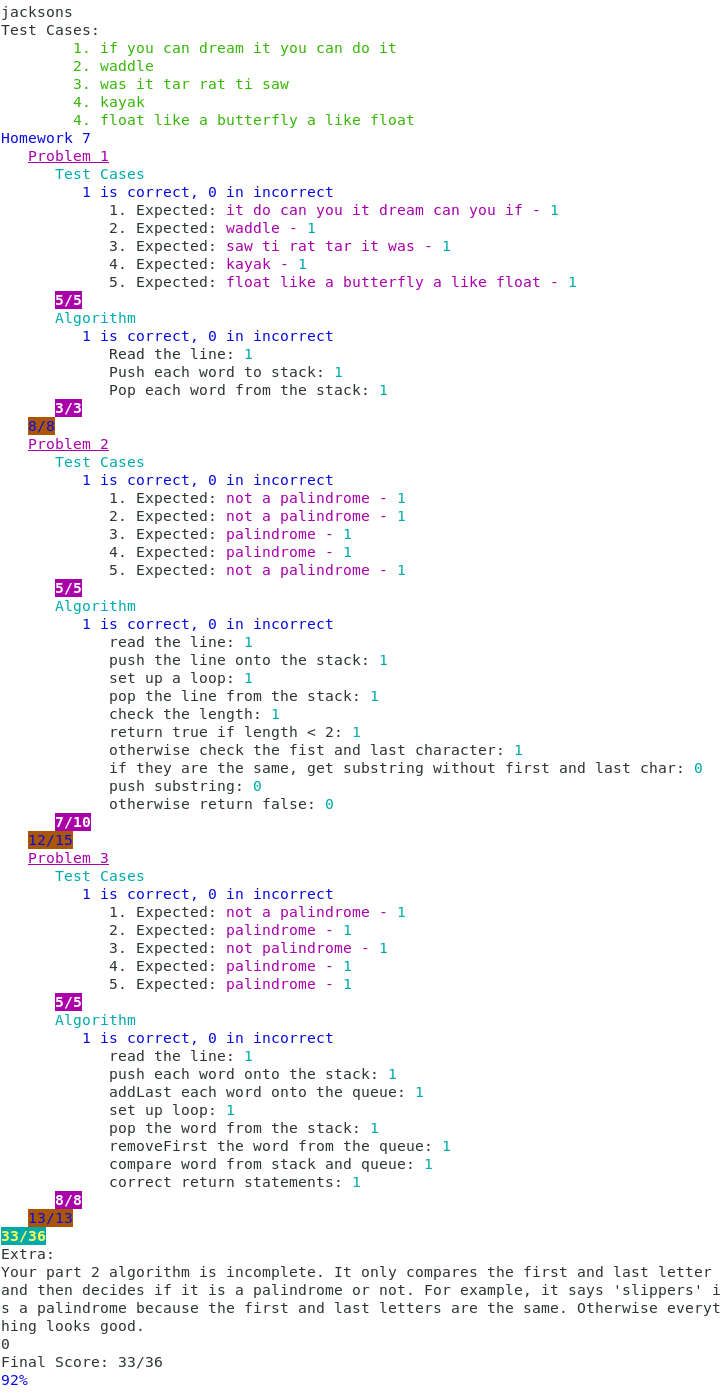 jacksons
Test Cases:
1. if you can dream it you can do it
2. waddle
3. was it tar rat ti saw
4. kayak
4. float like a butterfly a like float
Homework 7
Problem 1
Test Cases
1 is correct, 0 in incorrect
1. Expected: it do can you it dream can you if - 1
2. Expected: waddle - 1
3. Expected: saw ti rat tar it was - 1
4. Expected: kayak - 1
5. Expected: float like a butterfly a like float - 1
5/5
Algorithm
1 is correct, 0 in incorrect
Read the line: 1
Push each word to stack: 1
Pop each word from the stack: 1
3/3
8/8
Problem 2
Test Cases
1 is correct, 0 in incorrect
1. Expected: not a palindrome - 1
2. Expected: not a palindrome - 1
3. Expected: palindrome - 1
4. Expected: palindrome - 1
5. Expected: not a palindrome - 1
5/5
Algorithm
1 is correct, 0 in incorrect
read the line: 1
push the line onto the stack: 1
set up a loop: 1
pop the line from the stack: 1
check the length: 1
return true if length < 2: 1
otherwise check the fist and last character: 1
if they are the same, get substring without first and last char: 0
push substring: 0
otherwise return false: 0
7/10
12/15
Problem 3
Test Cases
1 is correct, 0 in incorrect
1. Expected: not a palindrome - 1
2. Expected: palindrome - 1
3. Expected: not palindrome - 1
4. Expected: palindrome - 1
5. Expected: palindrome - 1
5/5
Algorithm
1 is correct, 0 in incorrect
read the line: 1
push each word onto the stack: 1
addLast each word onto the queue: 1
set up loop: 1
pop the word from the stack: 1
removeFirst the word from the queue: 1
compare word from stack and queue: 1
correct return statements: 1
8/8
13/13
33/36
Extra:
Your part 2 algorithm is incomplete. It only compares the first and last letter
and then decides if it is a palindrome or not. For example, it says 'slippers' i
s a palindrome because the first and last letters are the same. Otherwise everyt
hing looks good.
0
Final Score: 33/36
92%